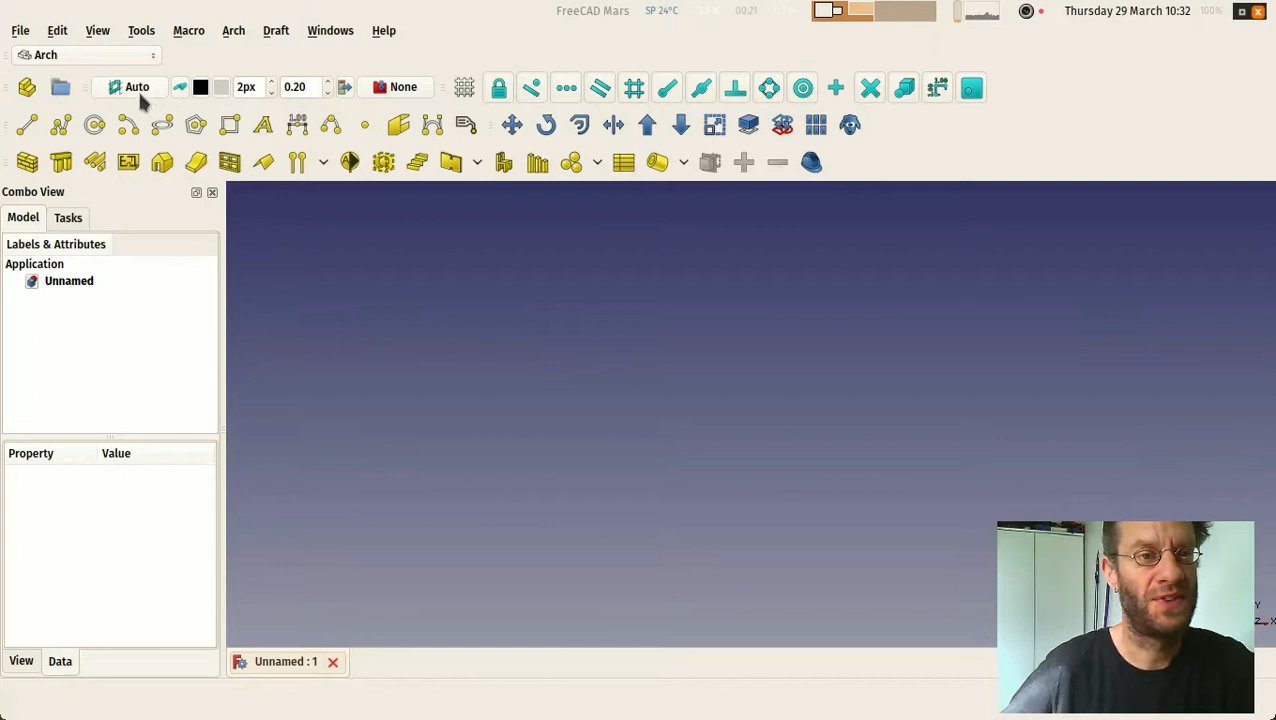 FreeCAD Mars SP 24°C 00:21 Thursday 29 March 10:32 100%
File Edit View Tools Macro Arch Draft Windows Help
Arch
Auto 2px 0.20 None
Combo View
Model Tasks
Labels & Attributes
Application
Unnamed
Property Value
View Data
Unnamed : 1
Y
Z X